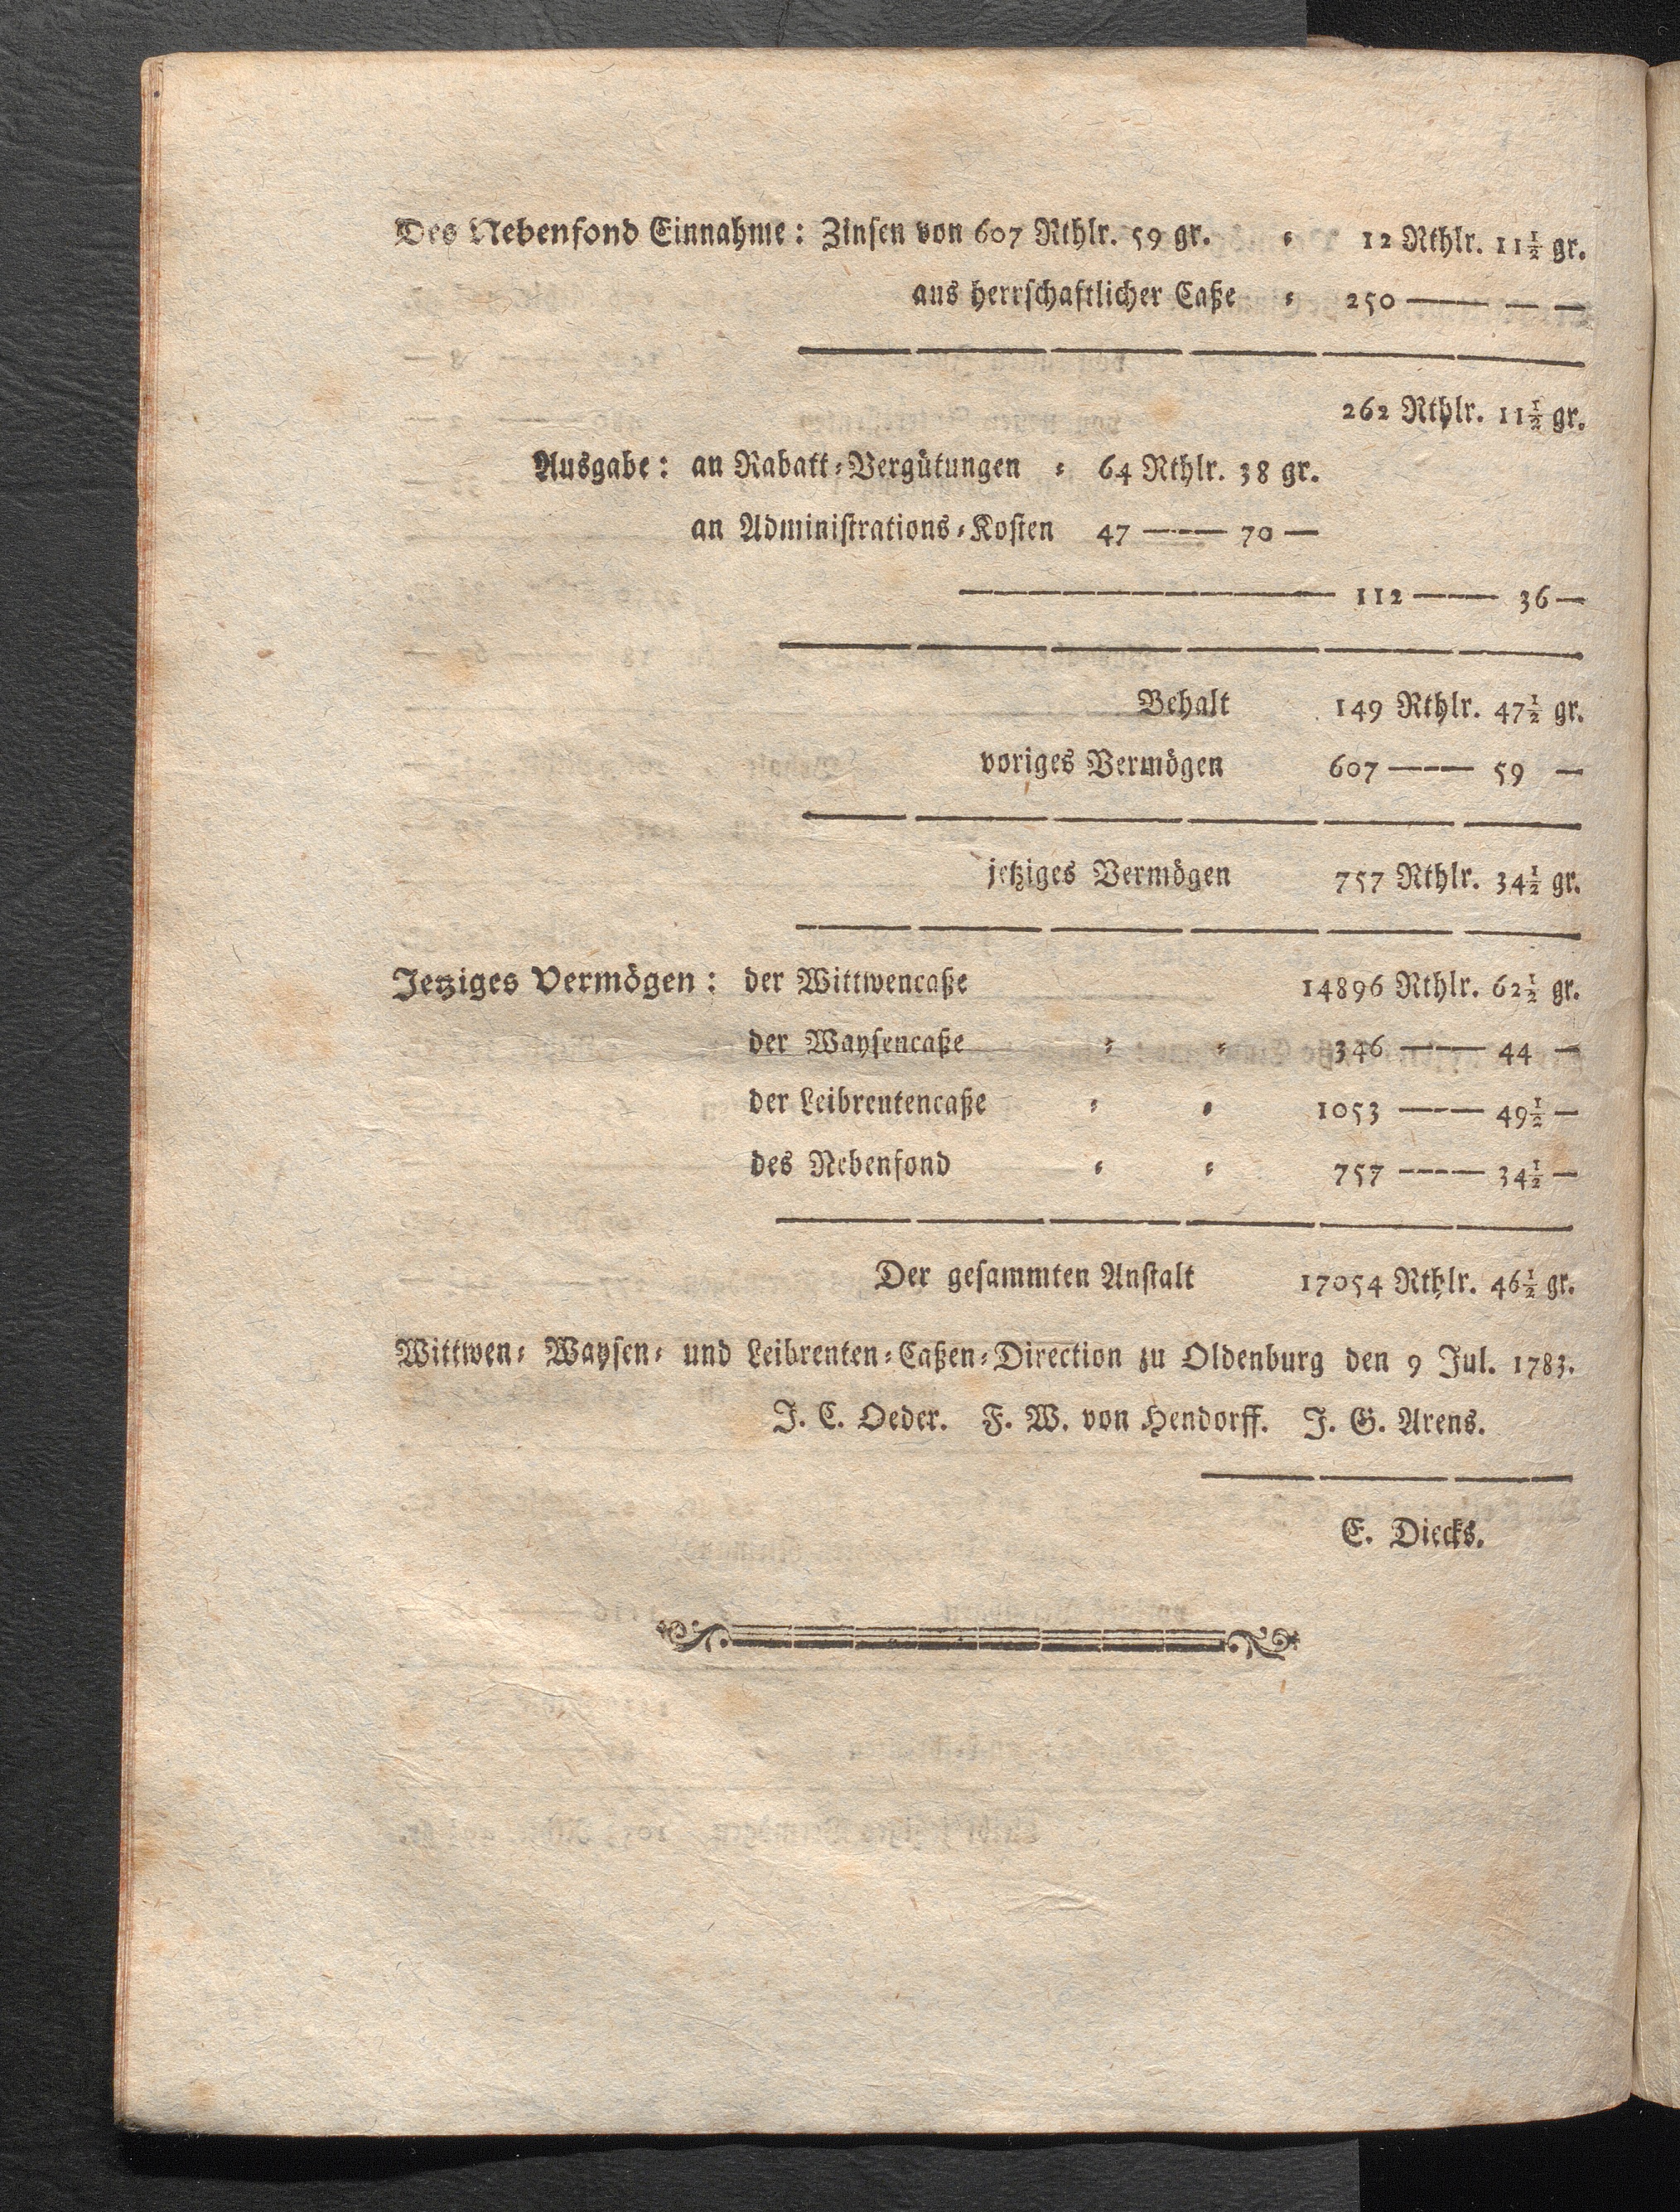 Des Nebenfond Einnahme: Zinsen von 607 Rthlr. 59 gr. = 12 Rthlr. 11½ gr.
aus herrschaftlicher Caße = 250 — — —
262 Rthlr. 11½ gr.
Ausgabe: an Rabatt=Vergütungen = 64 Rthlr. 38 gr.
an Administrations=Kosten 47 — 70 —
112 — 36 —
Behalt 149 Rthlr. 47½ gr.
voriges Vermögen 607 — 59 —
jetziges Vermögen 757 Rthlr. 34½ gr.
Jetziges Vermögen: der Wittwencaße 14896 Rthlr. 62½ gr.
der Waysencaße = = 346 — 44 —
der Leibrentencaße = = 1053 — 49½ —
des Nebenfond = = 757 — 34½ —
Der gesammten Anstalt 17054 Rthlr. 46½ gr.
Wittwen= Waysen= und Leibrenten=Caßen=Direction zu Oldenburg den 9 Jul. 1783.
J. C. Oeder. F. W. von Hendorff. J. G. Arens.
E. Diecks.